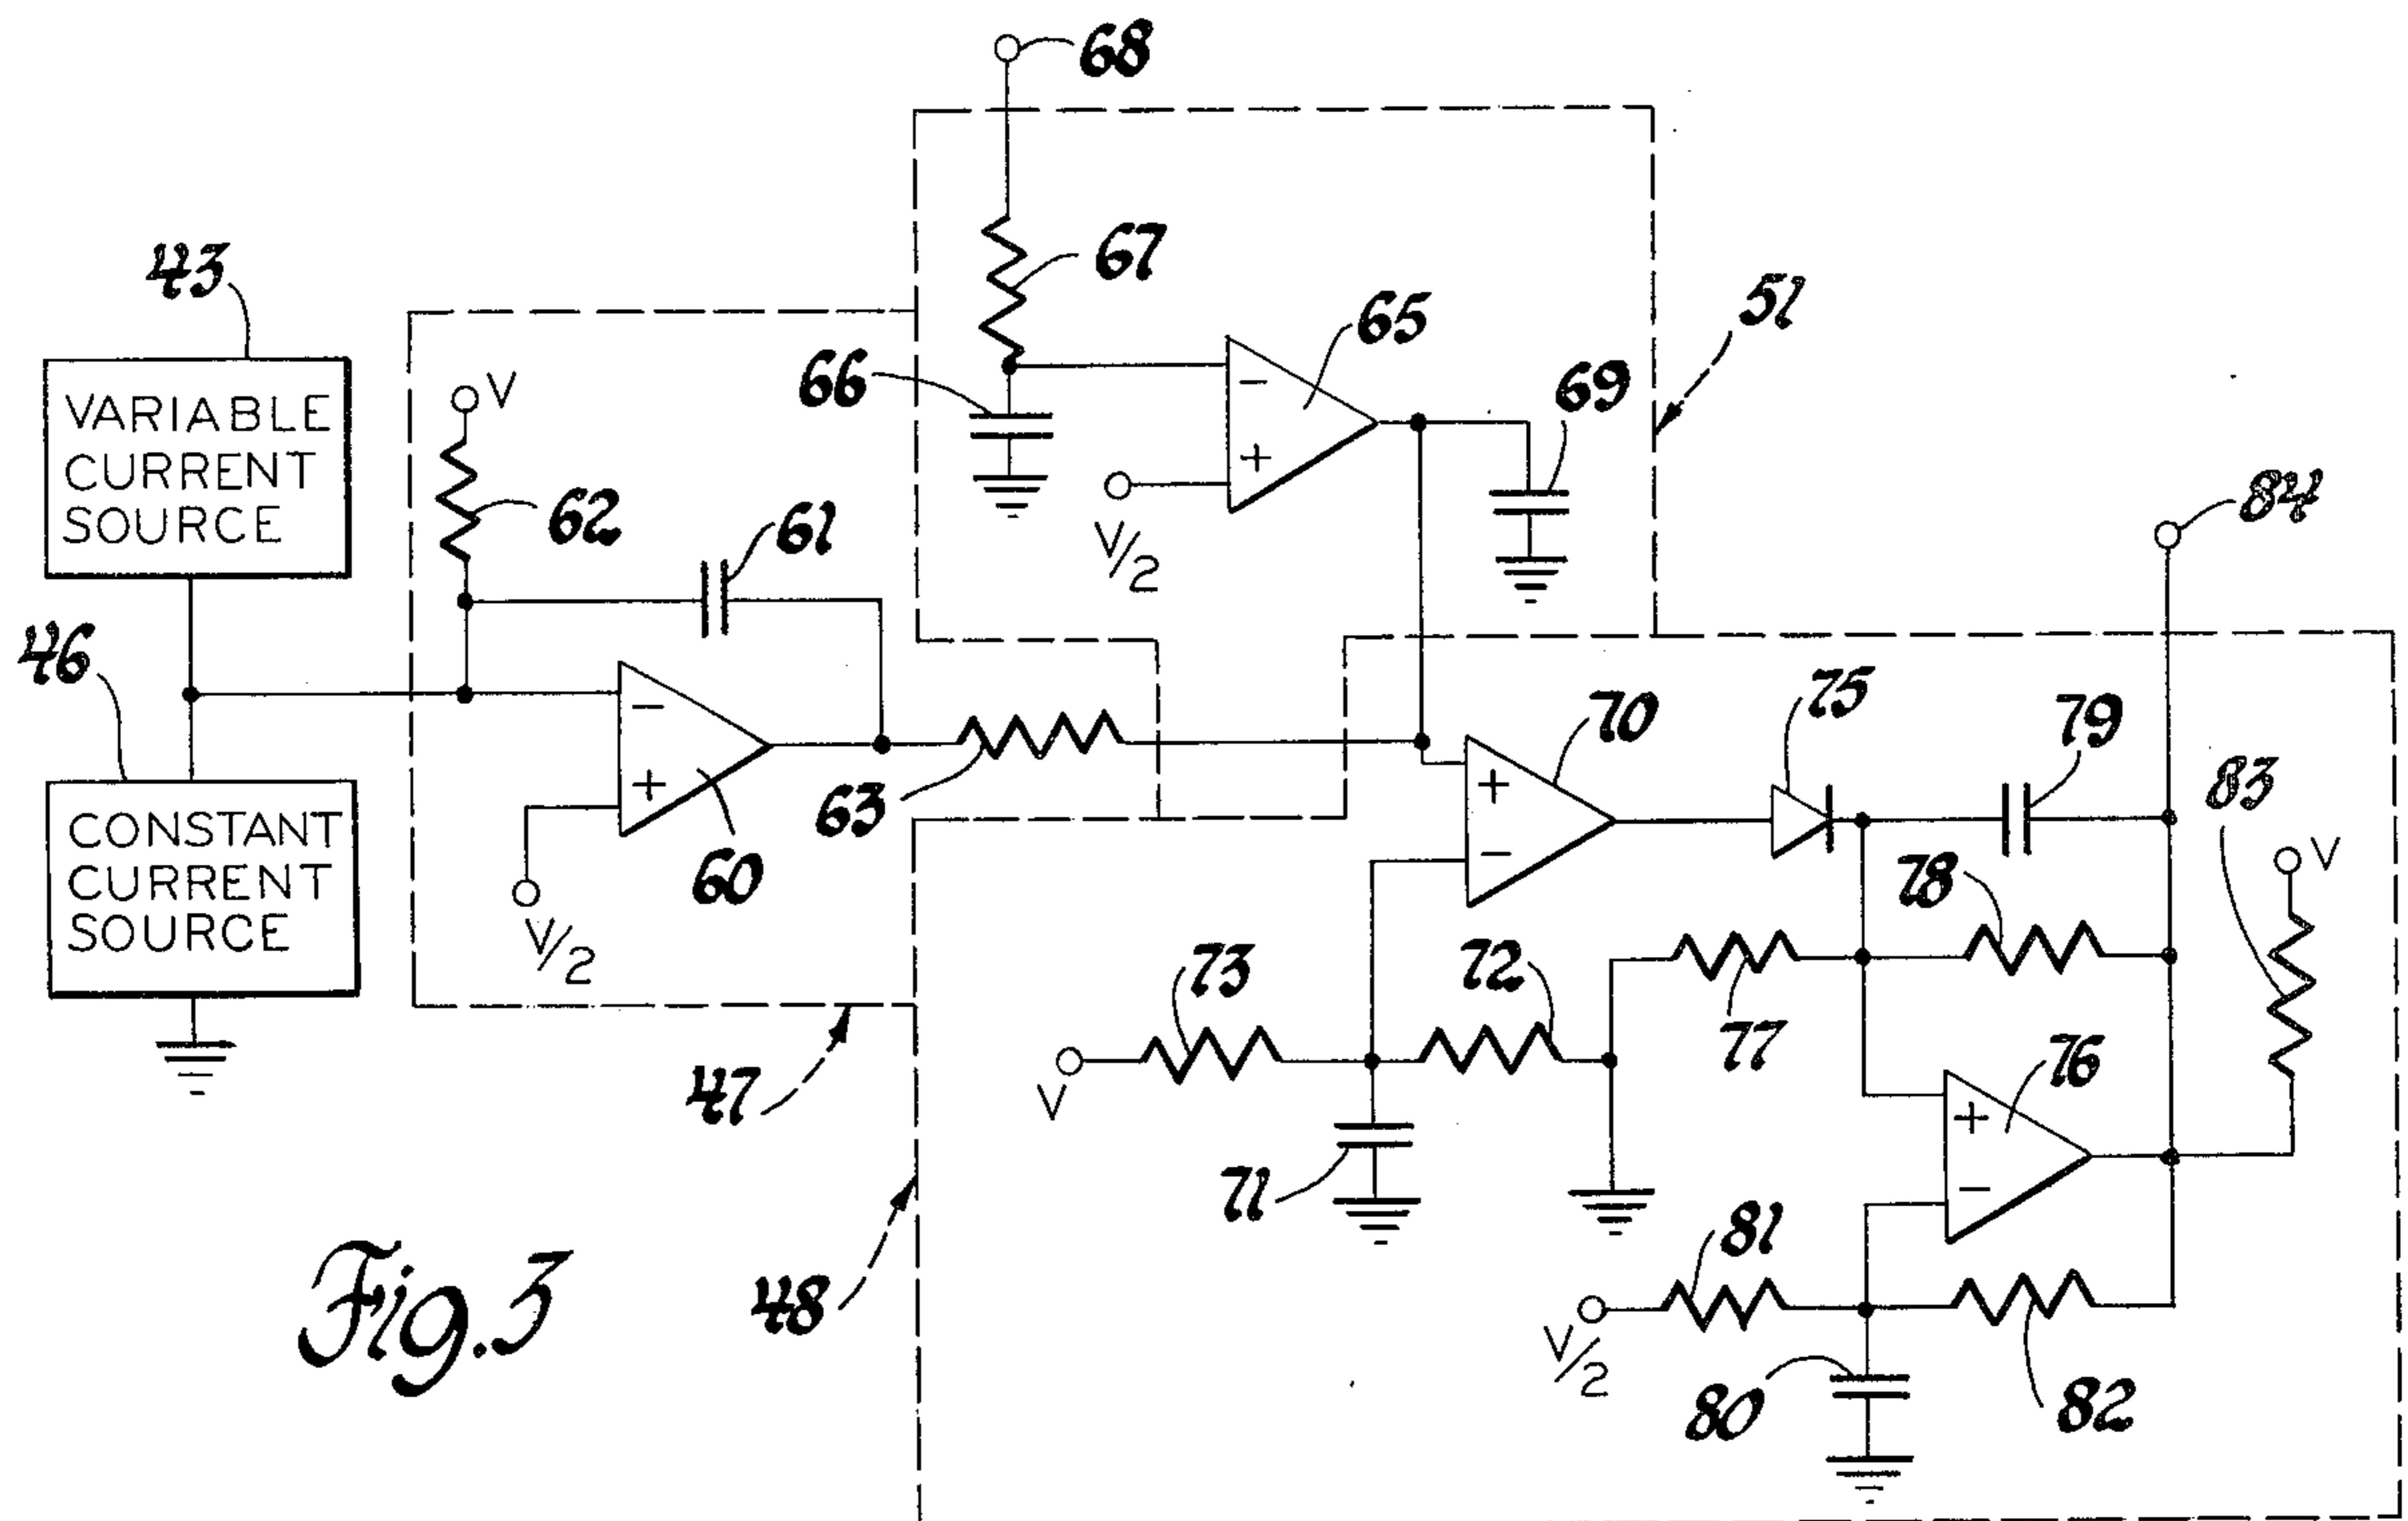 68
67
51
43
65
66
69
VARIABLE
CURRENT
SOURCE
V
62
61
V/2
84
46
75
79
70
83
63
60
CONSTANT
CURRENT
SOURCE
V
78
V/2
73
72
77
76
47
V
71
81
48
Fig. 3
V/2
80
82